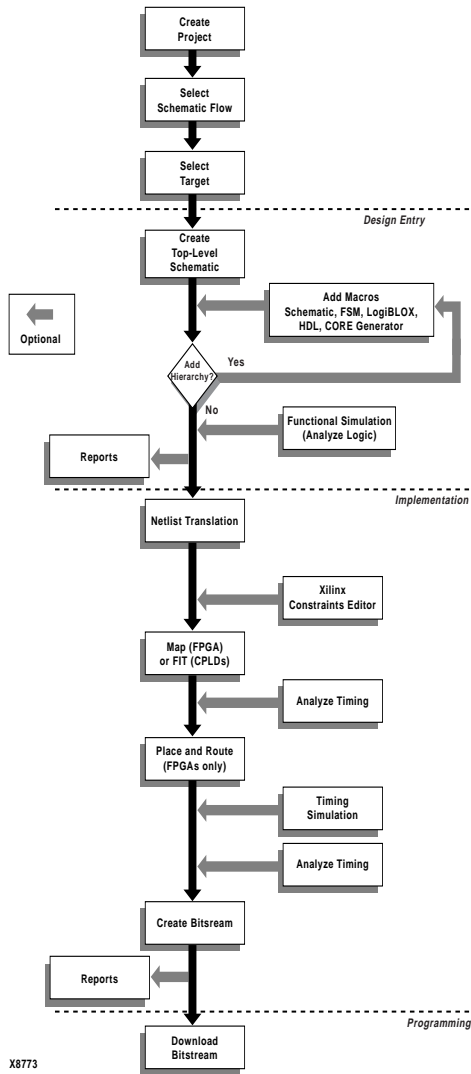 Create
Project
Select
Schematic Flow
Select
Target
Design Entry
Create
Top-Level
Schematic
Add Macros
Schematic, FSM, LogiBLOX,
HDL, CORE Generator
Optional
Add
Hierarchy?
Yes
No
Functional Simulation
(Analyze Logic)
Reports
Implementation
Netlist Translation
Xilinx
Constraints Editor
Map (FPGA)
or FIT (CPLDs)
Analyze Timing
Place and Route
(FPGAs only)
Timing
Simulation
Analyze Timing
Create Bitsream
Reports
Programming
Download
Bitstream
X8773